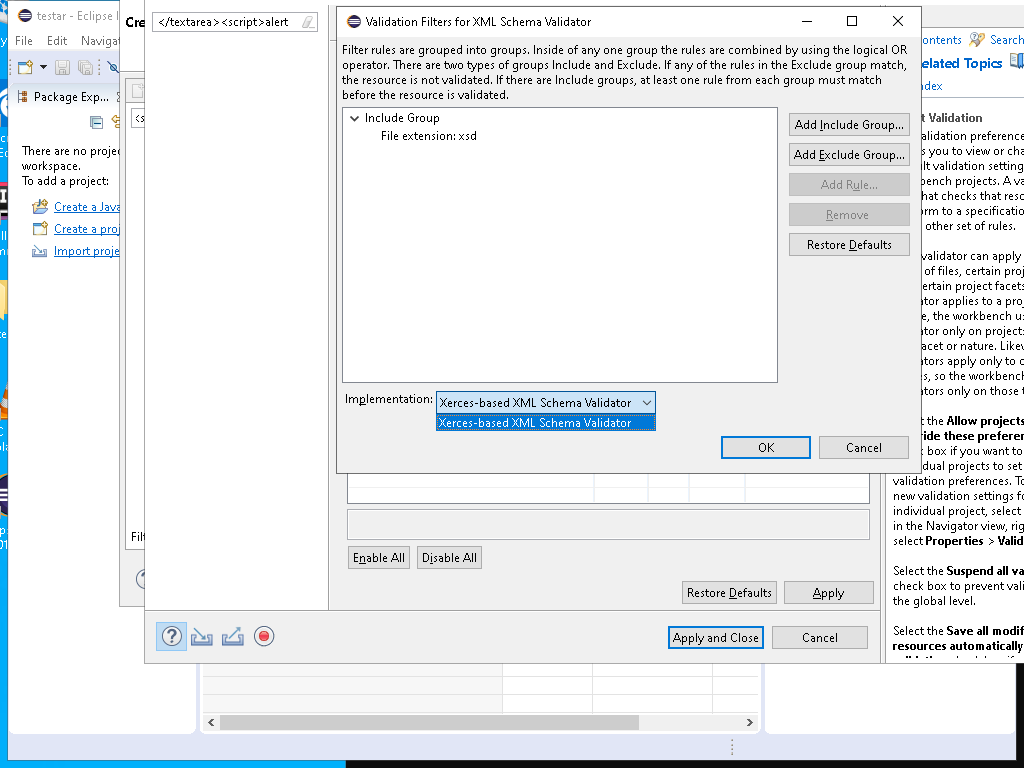 testar - Eclipse I
File
Edit
Navigat
Package Exp...
There are no proje
workspace.
To add a project:
Create a Java
Create a proj
Import proje
Cre
<s
Filt
</textarea><script>alert
Validation Filters for XML Schema Validator
Filter rules are grouped into groups. Inside of any one group the rules are combined by using the logical OR
operator. There are two types of groups Include and Exclude. If any of the rules in the Exclude group match,
the resource is not validated. If there are Include groups, at least one rule from each group must match
before the resource is validated.
Include Group
File extension: xsd
Add Include Group...
Add Exclude Group...
Add Rule...
Remove
Restore Defaults
Implementation:
Xerces-based XML Schema Validator
Xerces-based XML Schema Validator
OK
Cancel
Enable All
Disable All
Restore Defaults
Apply
Apply and Close
Cancel
ontents
Search
elated Topics
dex
t Validation
alidation preference
s you to view or cha
ult validation setting
bench projects. A va
hat checks that reso
orm to a specificatio
other set of rules.
validator can apply
of files, certain proj
ertain project facets
ator applies to a proj
e, the workbench us
ator only on projects
acet or nature. Likev
ators apply only to c
s, so the workbench
ators only on those t
t the Allow projects
ride these preferen
box if you want to
dual projects to set
validation preferences. To
new validation settings fo
individual project, select
in the Navigator view, rig
select Properties > Valid
Select the Suspend all va
check box to prevent vali
the global level.
Select the Save all modif
resources automatically